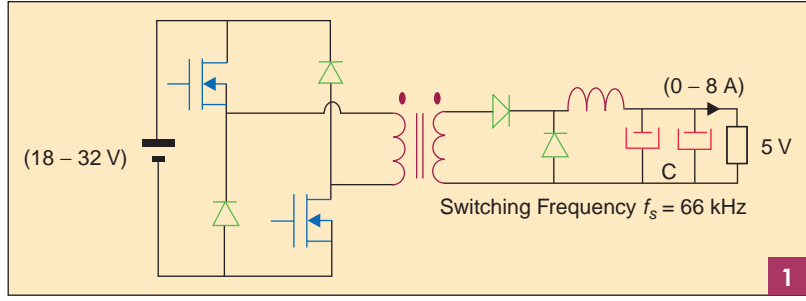 (0 – 8 A)
(18 – 32 V)
5 V
C
Switching Frequency fs = 66 kHz
1